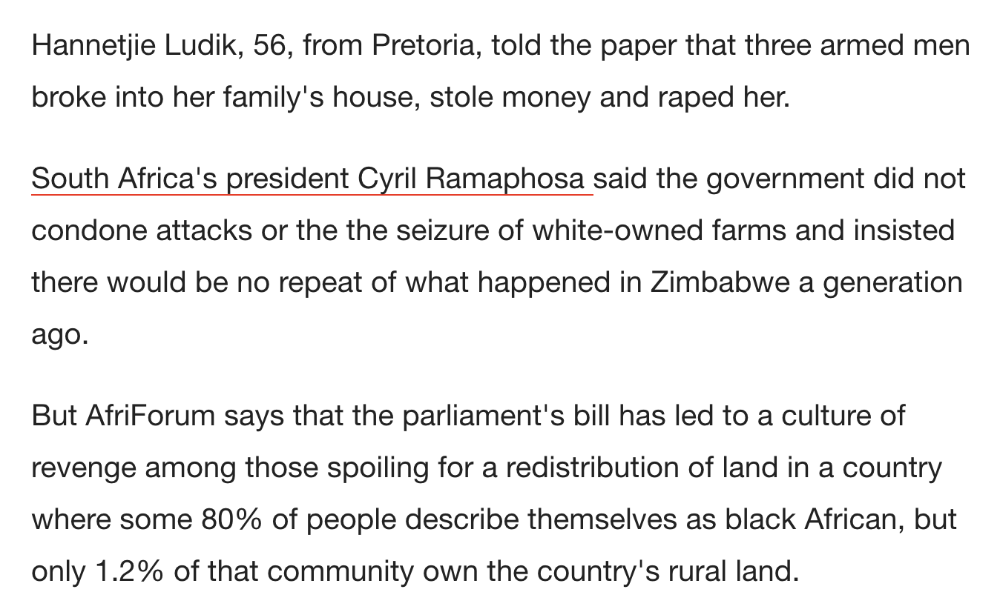 Hannetjie Ludik, 56, from Pretoria, told the paper that three armed men
broke into her family's house, stole money and raped her.
South Africa's president Cyril Ramaphosa said the government did not
condone attacks or the the seizure of white-owned farms and insisted
there would be no repeat of what happened in Zimbabwe a generation
ago.
But AfriForum says that the parliament's bill has led to a culture of
revenge among those spoiling for a redistribution of land in a country
where some 80% of people describe themselves as black African, but
only 1.2% of that community own the country's rural land.